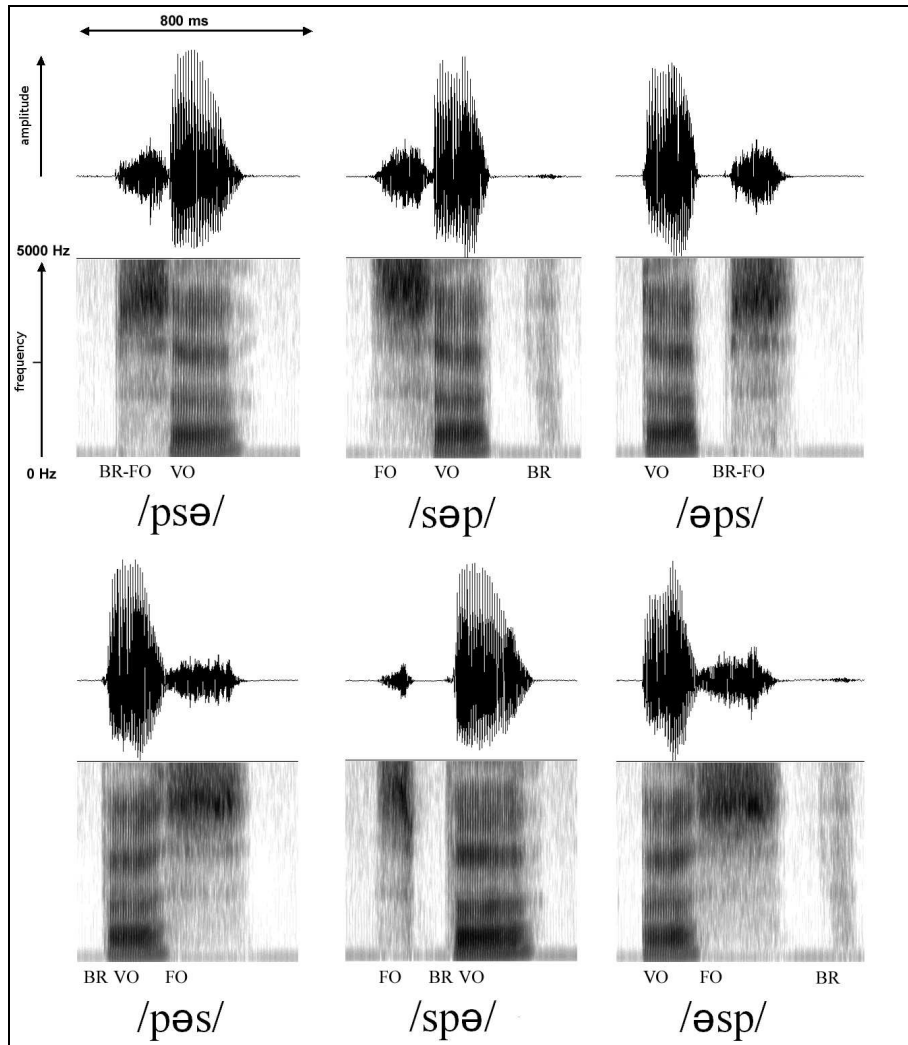 800 ms
amplitude
5000 Hz
frequency
0 Hz
BR-FO VO
/psə/
FO VO BR
/səp/
VO BR-FO
/əps/
BR VO FO
/pəs/
FO BR VO
/spə/
VO FO BR
/əsp/